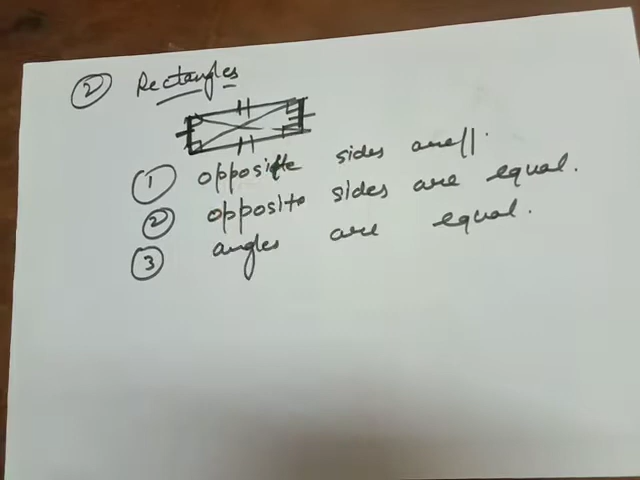 ② Rectangles
① opposite sides are ||.
② opposite sides are equal.
③ angles are equal.